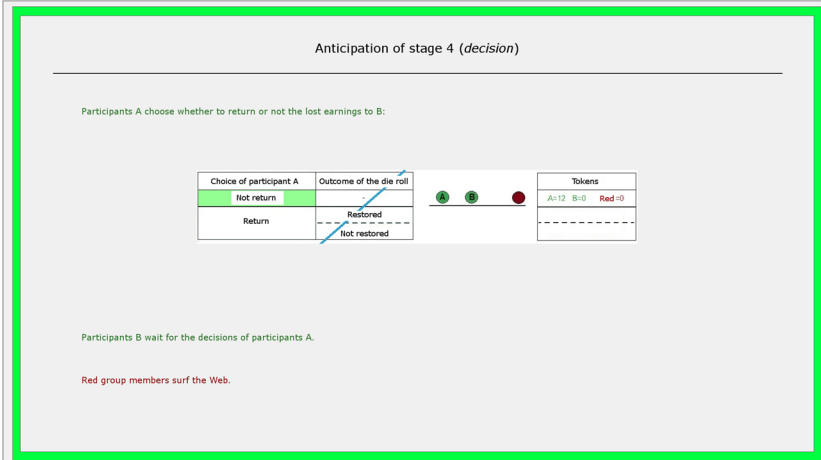 Anticipation of stage 4 (decision)
Participants A choose whether to return or not the lost earnings to B:
Choice of participant A Outcome of the die roll Tokens
Not return - A B A=12 B=0 Red=0
Return Restored
Not restored
Participants B wait for the decisions of participants A.
Red group members surf the Web.